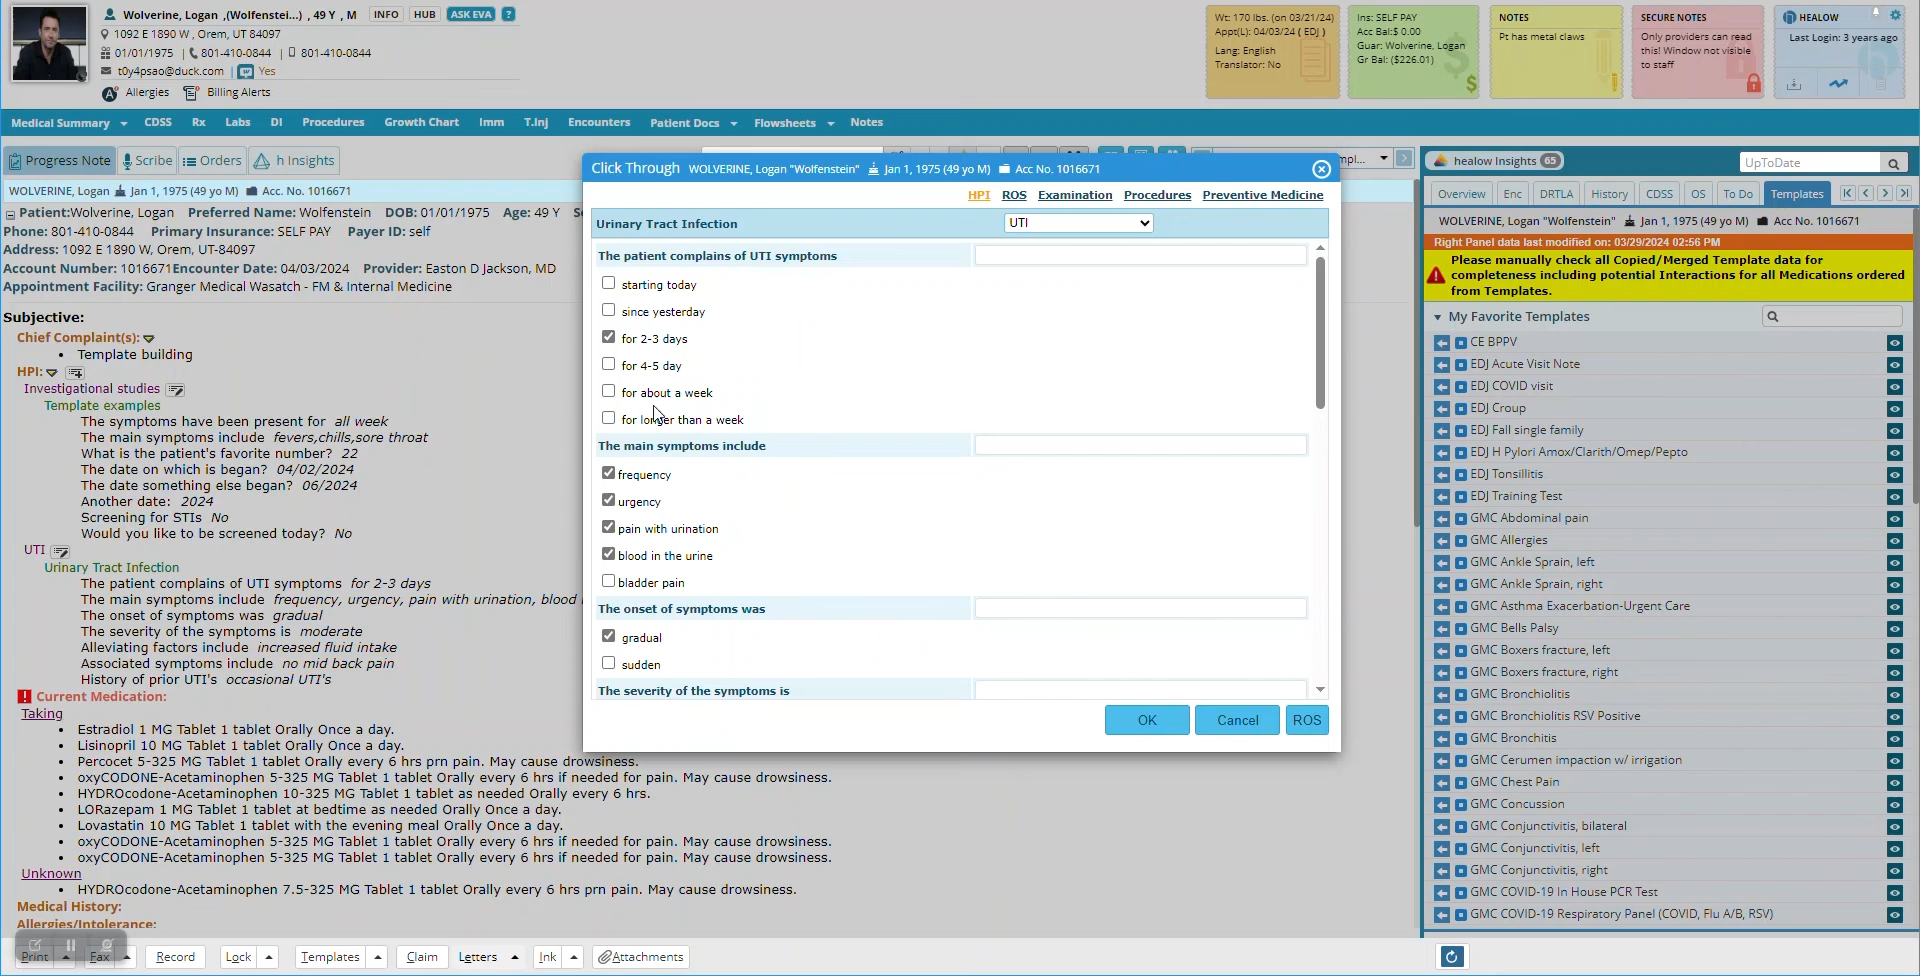 Wolverine, Logan ,(Wolfenstei...) , 49 Y , M INFO HUB ASK EVA ?
1092 E 1890 W , Orem, UT 84097
01/01/1975 | 801-410-0844 | 801-410-0844
t0y4psao@duck.com | Yes
Allergies Billing Alerts
Wt: 170 lbs. (on 03/21/24)
Appt(L): 04/03/24 ( EDJ )
Lang: English
Translator: No
Ins: SELF PAY
Acc Bal:$ 0.00
Guar: Wolverine, Logan
Gr Bal: ($226.01)
NOTES
Pt has metal claws
SECURE NOTES
Only providers can read
this! Window not visible
to staff
HEALOW
Last Login: 3 years ago
Medical Summary CDSS Rx Labs DI Procedures Growth Chart Imm T.Inj Encounters Patient Docs Flowsheets Notes
Progress Note Scribe Orders h Insights
WOLVERINE, Logan Jan 1, 1975 (49 yo M) Acc. No. 1016671
Patient:Wolverine, Logan Preferred Name: Wolfenstein DOB: 01/01/1975 Age: 49 Y
Phone: 801-410-0844 Primary Insurance: SELF PAY Payer ID: self
Address: 1092 E 1890 W, Orem, UT-84097
Account Number: 1016671Encounter Date: 04/03/2024 Provider: Easton D Jackson, MD
Appointment Facility: Granger Medical Wasatch - FM & Internal Medicine
Subjective:
Chief Complaint(s):
• Template building
HPI:
Investigational studies
Template examples
The symptoms have been present for all week
The main symptoms include fevers,chills,sore throat
What is the patient's favorite number? 22
The date on which is began? 04/02/2024
The date something else began? 06/2024
Another date: 2024
Screening for STIs No
Would you like to be screened today? No
UTI
Urinary Tract Infection
The patient complains of UTI symptoms for 2-3 days
The main symptoms include frequency, urgency, pain with urination, blood
The onset of symptoms was gradual
The severity of the symptoms is moderate
Alleviating factors include increased fluid intake
Associated symptoms include no mid back pain
History of prior UTI's occasional UTI's
Current Medication:
Taking
• Estradiol 1 MG Tablet 1 tablet Orally Once a day.
• Lisinopril 10 MG Tablet 1 tablet Orally Once a day.
• Percocet 5-325 MG Tablet 1 tablet Orally every 6 hrs prn pain. May cause drowsiness.
• oxyCODONE-Acetaminophen 5-325 MG Tablet 1 tablet Orally every 6 hrs if needed for pain. May cause drowsiness.
• HYDROcodone-Acetaminophen 10-325 MG Tablet 1 tablet as needed Orally every 6 hrs.
• LORazepam 1 MG Tablet 1 tablet at bedtime as needed Orally Once a day.
• Lovastatin 10 MG Tablet 1 tablet with the evening meal Orally Once a day.
• oxyCODONE-Acetaminophen 5-325 MG Tablet 1 tablet Orally every 6 hrs if needed for pain. May cause drowsiness.
• oxyCODONE-Acetaminophen 5-325 MG Tablet 1 tablet Orally every 6 hrs if needed for pain. May cause drowsiness.
Unknown
• HYDROcodone-Acetaminophen 7.5-325 MG Tablet 1 tablet Orally every 6 hrs prn pain. May cause drowsiness.
Medical History:
Allergies/Intolerance:
Click Through WOLVERINE, Logan "Wolfenstein" Jan 1, 1975 (49 yo M) Acc No. 1016671
HPI ROS Examination Procedures Preventive Medicine
Urinary Tract Infection UTI
The patient complains of UTI symptoms
starting today
since yesterday
for 2-3 days
for 4-5 day
for about a week
for longer than a week
The main symptoms include
frequency
urgency
pain with urination
blood in the urine
bladder pain
The onset of symptoms was
gradual
sudden
The severity of the symptoms is
OK Cancel ROS
healow Insights 65 UpToDate
Overview Enc DRTLA History CDSS OS To Do Templates
WOLVERINE, Logan "Wolfenstein" Jan 1, 1975 (49 yo M) Acc No. 1016671
Right Panel data last modified on: 03/29/2024 02:56 PM
Please manually check all Copied/Merged Template data for
completeness including potential Interactions for all Medications ordered
from Templates.
My Favorite Templates
CE BPPV
EDJ Acute Visit Note
EDJ COVID visit
EDJ Croup
EDJ Fall single family
EDJ H Pylori Amox/Clarith/Omep/Pepto
EDJ Tonsillitis
EDJ Training Test
GMC Abdominal pain
GMC Allergies
GMC Ankle Sprain, left
GMC Ankle Sprain, right
GMC Asthma Exacerbation-Urgent Care
GMC Bells Palsy
GMC Boxers fracture, left
GMC Boxers fracture, right
GMC Bronchiolitis
GMC Bronchiolitis RSV Positive
GMC Bronchitis
GMC Cerumen impaction w/ irrigation
GMC Chest Pain
GMC Concussion
GMC Conjunctivitis, bilateral
GMC Conjunctivitis, left
GMC Conjunctivitis, right
GMC COVID-19 In House PCR Test
GMC COVID-19 Respiratory Panel (COVID, Flu A/B, RSV)
Print Fax Record Lock Templates Claim Letters Ink Attachments